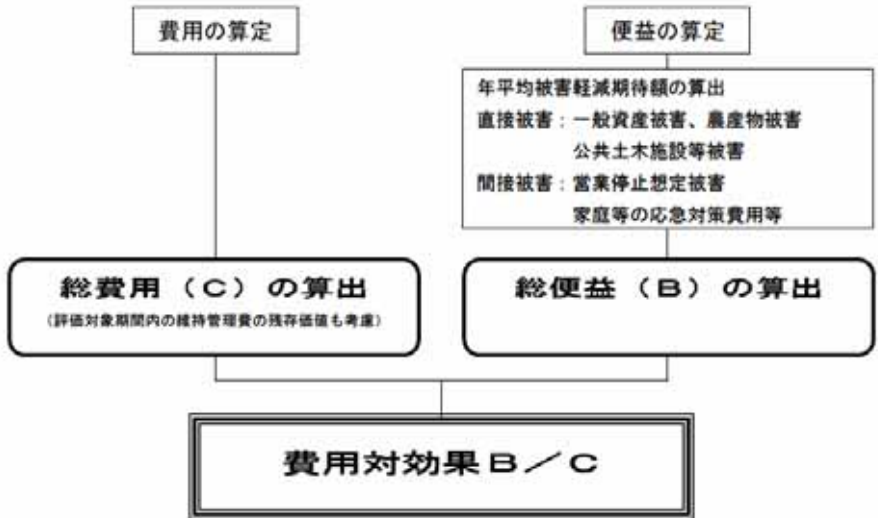 費用の算定
便益の算定
年平均被害軽減期待額の算出
直接被害：一般資産被害、農産物被害
公共土木施設等被害
間接被害：営業停止想定被害
家庭等の応急対策費用等
総費用（C）の算出
（評価対象期間内の維持管理費の残存価値も考慮）
総便益（B）の算出
費用対効果B／C